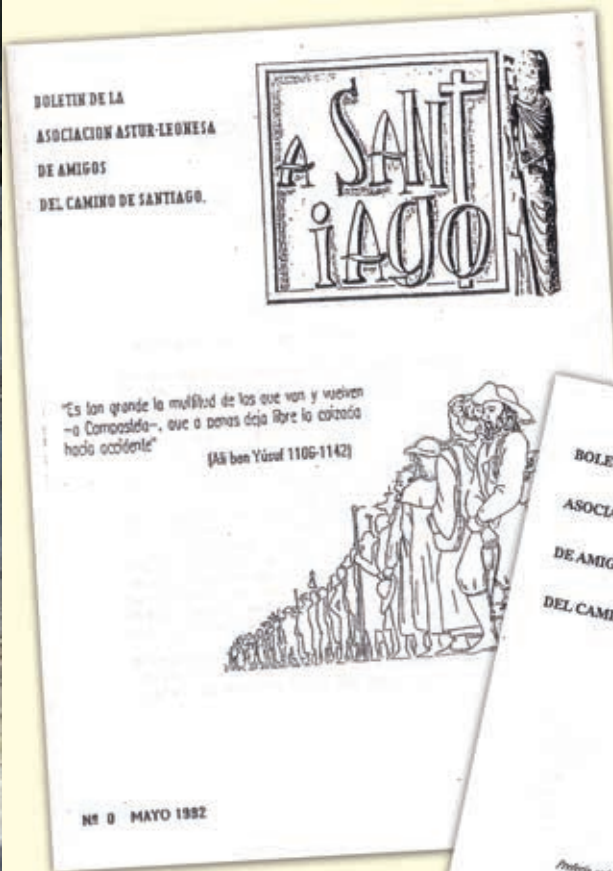 BOLETIN DE LA
ASOCIACION ASTUR-LEONESA
DE AMIGOS
DEL CAMINO DE SANTIAGO.
A SANT
iAgO
"Es tan grande la multitud de los que van y vuelven
-a Compostela-, que a penas deja libre la calzada
hacia occidente"
(Ali ben Yúsuf 1106-1142)
Nº 0 MAYO 1992
BOLE
ASOCI
DE AMIG
DEL CAMI